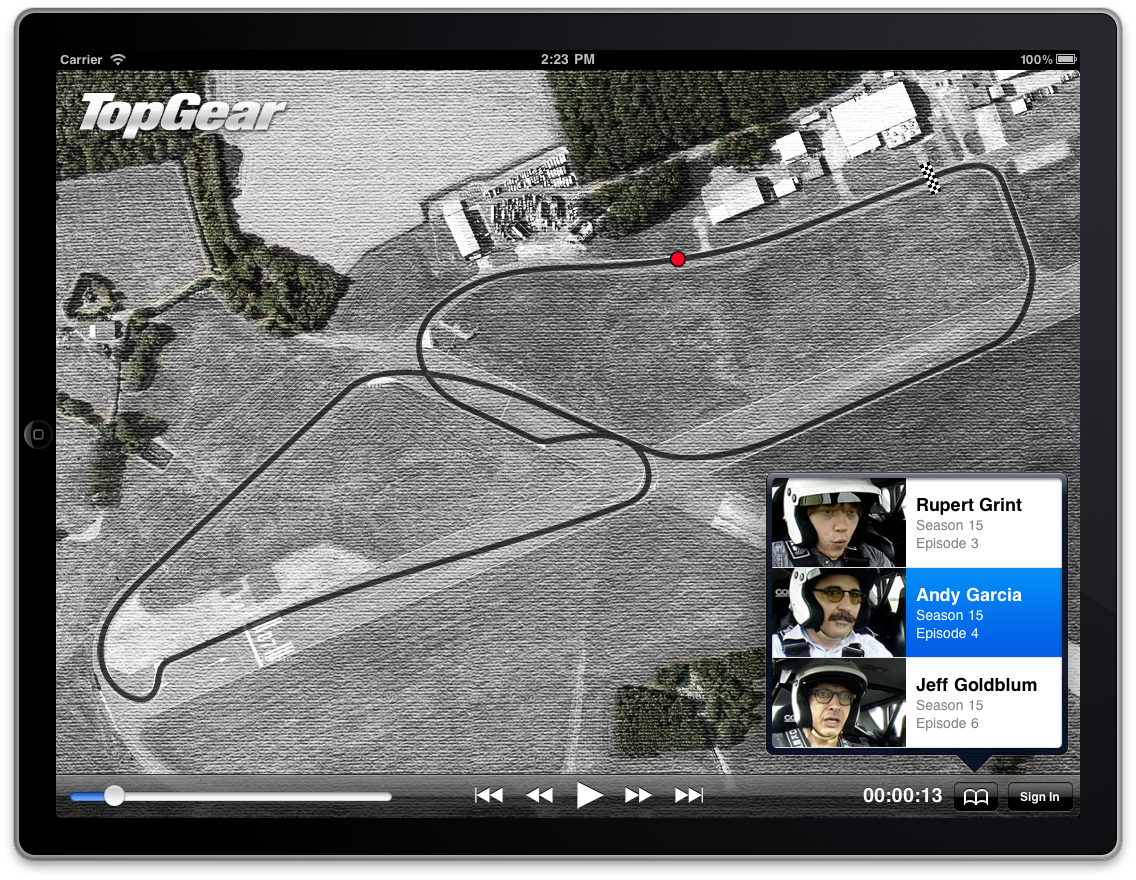 Carrier
2:23 PM
100%
TopGear
Rupert Grint
Season 15
Episode 3
Andy Garcia
Season 15
Episode 4
Jeff Goldblum
Season 15
Episode 6
00:00:13
Sign In